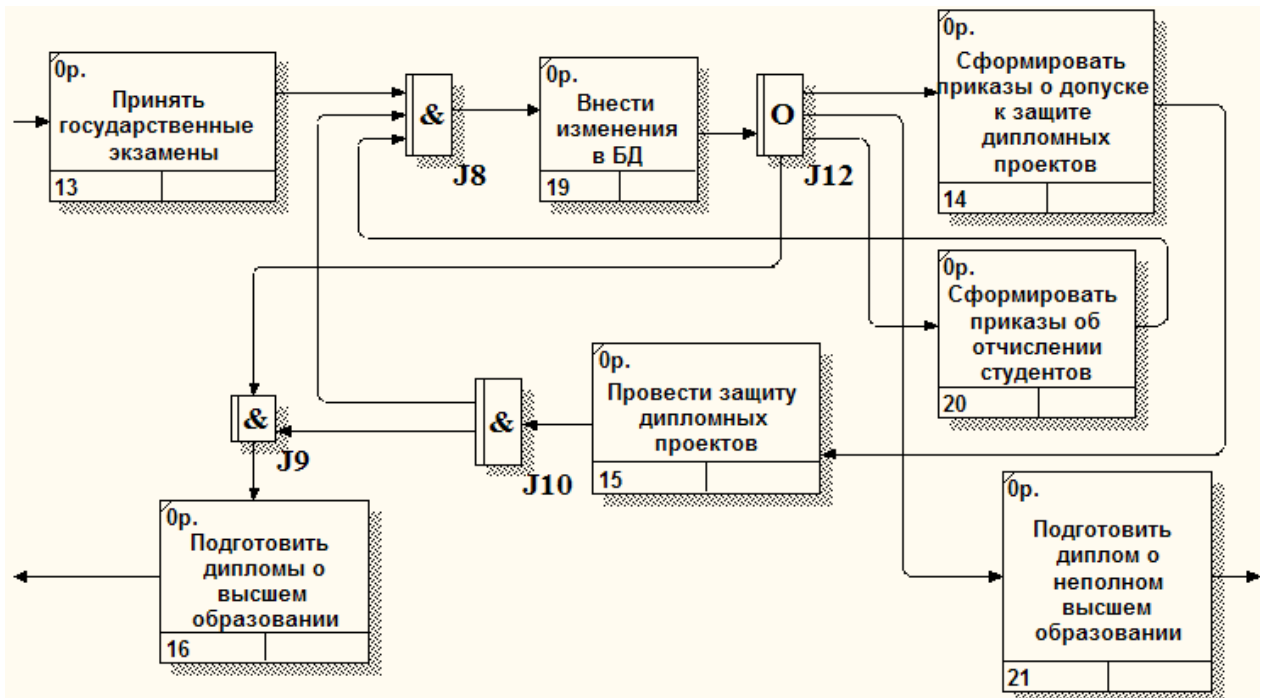 0р.
Принять
государственные
экзамены
13
&
J8
0р.
Внести
изменения
в БД
19
O
J12
0р.
Сформировать
приказы о допуске
к защите
дипломных
проектов
14
0р.
Сформировать
приказы об
отчислении
студентов
20
&
J9
&
J10
0р.
Провести защиту
дипломных
проектов
15
0р.
Подготовить
дипломы о
высшем
образовании
16
0р.
Подготовить
диплом о
неполном
высшем
образовании
21